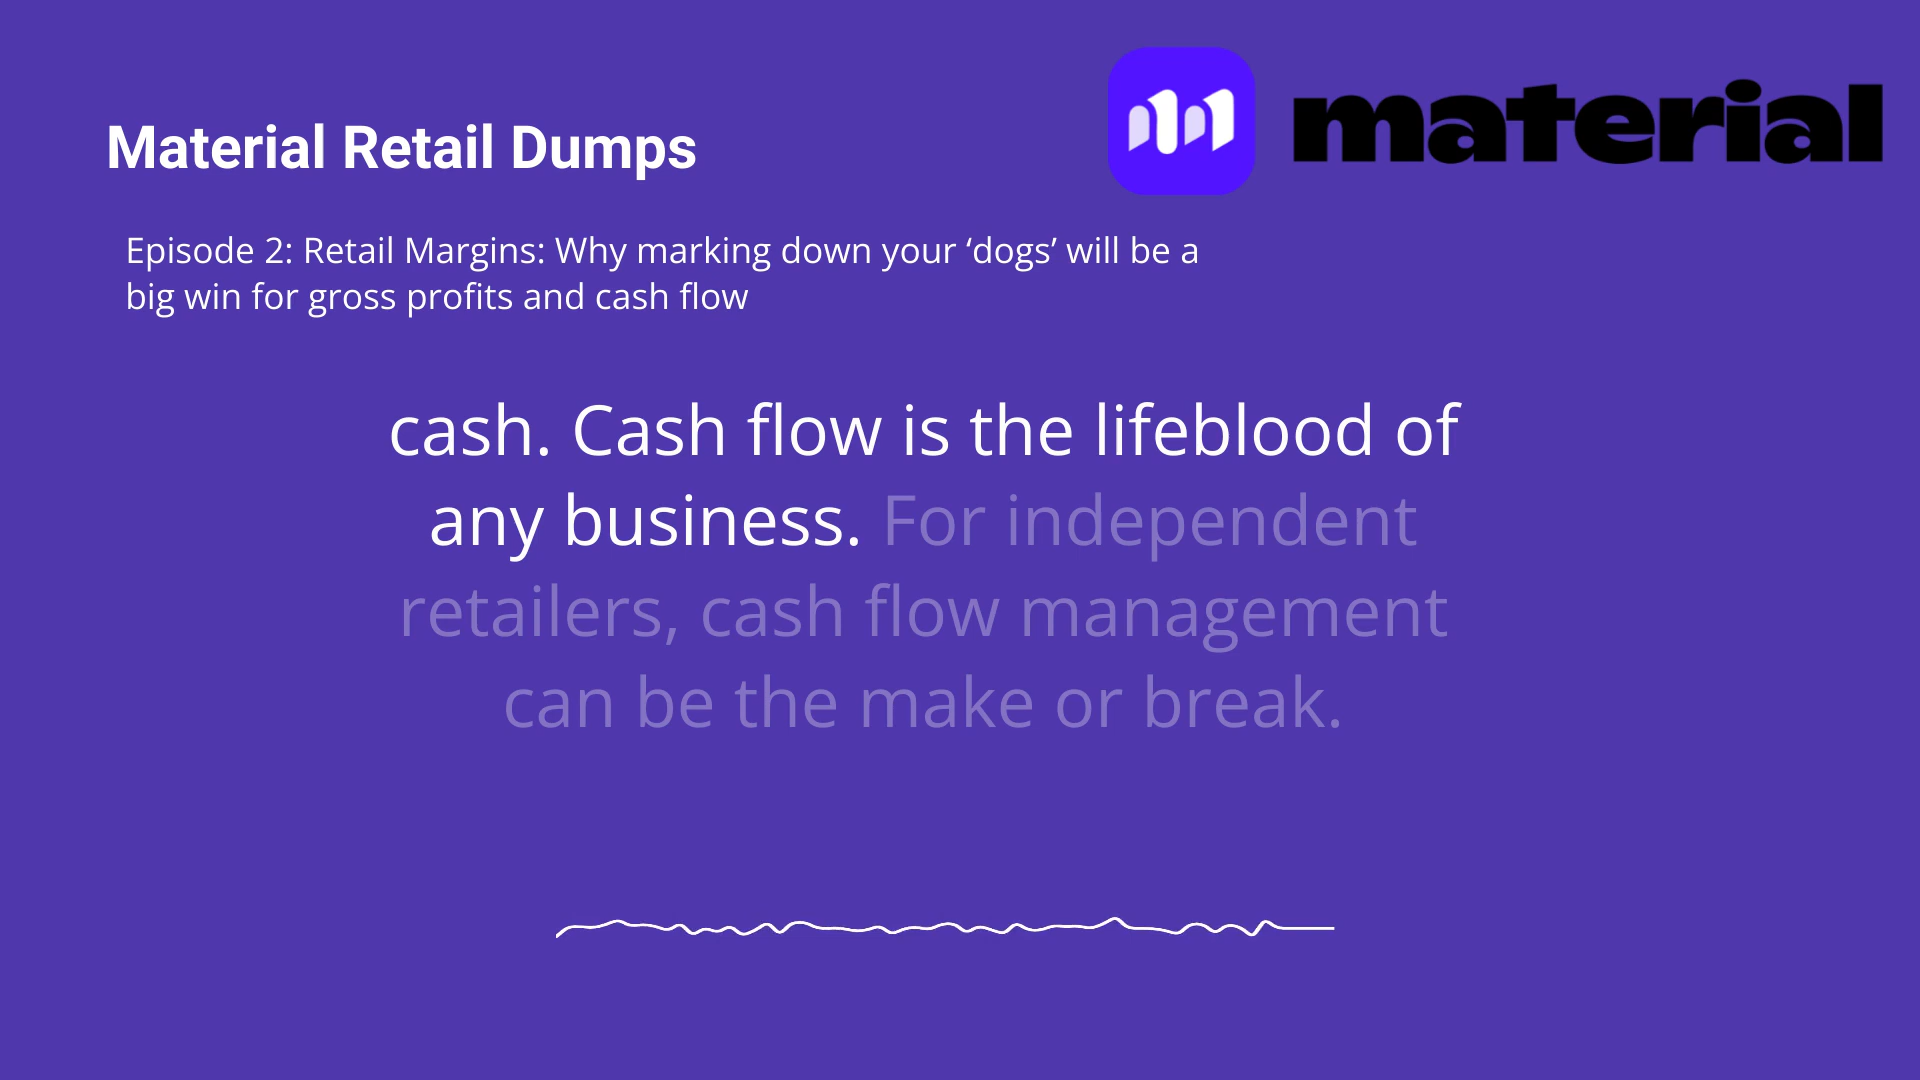 material
Material Retail Dumps
Episode 2: Retail Margins: Why marking down your ‘dogs’ will be a
big win for gross profits and cash flow
cash. Cash flow is the lifeblood of
any business. For independent
retailers, cash flow management
can be the make or break.